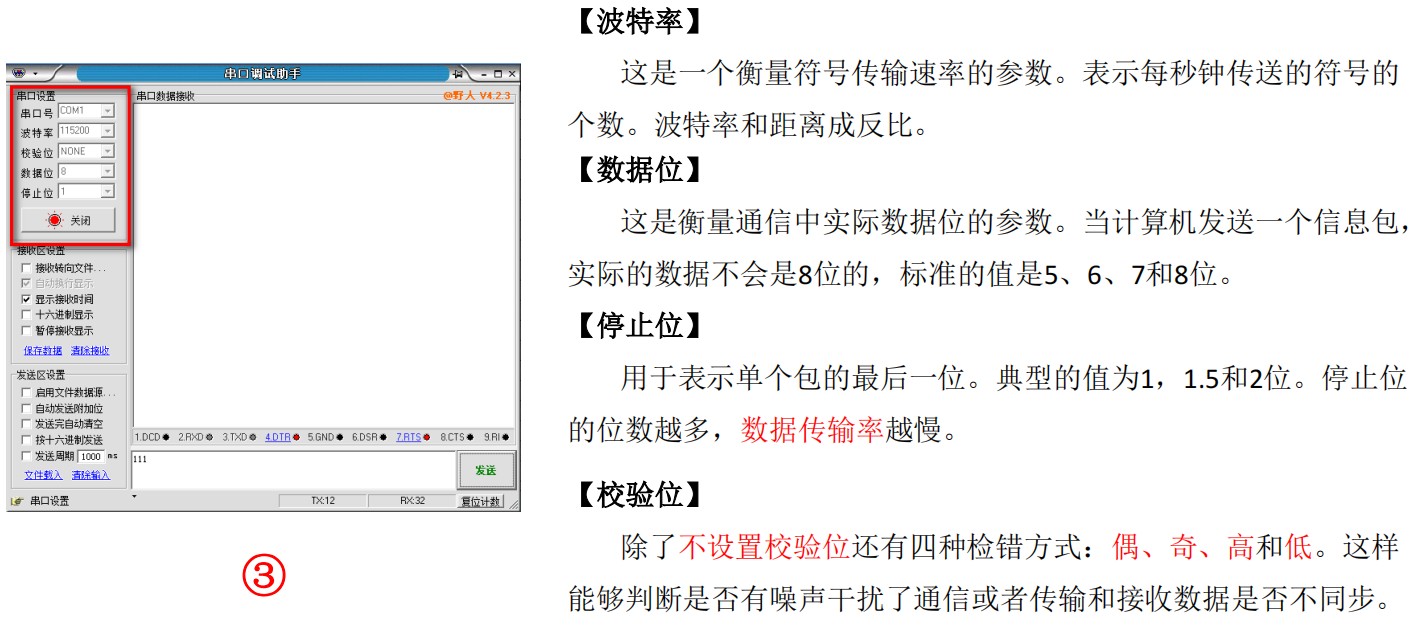 串口调试助手
串口设置
串口号 COM1
波特率 115200
校验位 NONE
数据位 8
停止位 1
关闭
接收区设置
接收转向文件...
自动换行显示
显示接收时间
十六进制显示
暂停接收显示
保存数据 清除接收
发送区设置
启用文件数据源...
自动发送附加位
发送完自动清空
按十六进制发送
发送周期 1000 ms
文件载入 清除输入
串口数据接收 @野人 V4.2.3
1.DCD 2.RXD 3.TXD 4.DTR 5.GND 6.DSR 7.RTS 8.CTS 9.RI
111
发送
串口设置 TX:12 RX:32 复位计数
③
【波特率】
这是一个衡量符号传输速率的参数。表示每秒钟传送的符号的
个数。波特率和距离成反比。
【数据位】
这是衡量通信中实际数据位的参数。当计算机发送一个信息包，
实际的数据不会是8位的，标准的值是5、6、7和8位。
【停止位】
用于表示单个包的最后一位。典型的值为1，1.5和2位。停止位
的位数越多，数据传输率越慢。
【校验位】
除了不设置校验位还有四种检错方式：偶、奇、高和低。这样
能够判断是否有噪声干扰了通信或者传输和接收数据是否不同步。